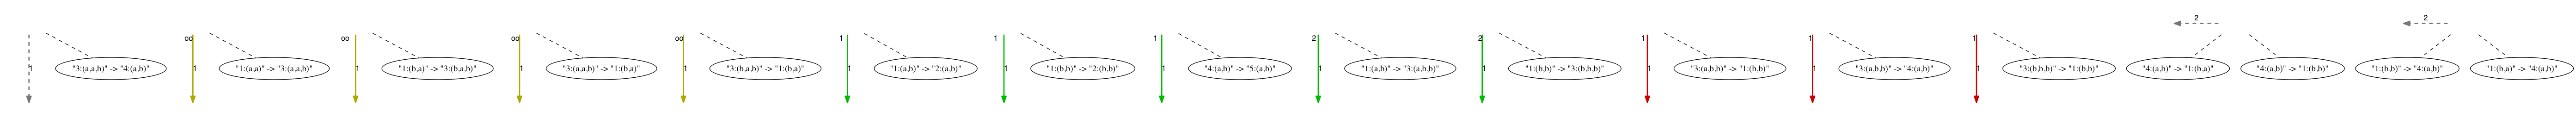 2
2
oo
oo
oo
oo
1
1
1
2
2
1
1
1
1 "3:(a,a,b)" -> "4:(a,b)"
1 "1:(a,a)" -> "3:(a,a,b)"
1 "1:(b,a)" -> "3:(b,a,b)"
1 "3:(a,a,b)" -> "1:(b,a)"
1 "3:(b,a,b)" -> "1:(b,a)"
1 "1:(a,b)" -> "2:(a,b)"
1 "1:(b,b)" -> "2:(b,b)"
1 "4:(a,b)" -> "5:(a,b)"
1 "1:(a,b)" -> "3:(a,b,b)"
1 "1:(b,b)" -> "3:(b,b,b)"
1 "3:(a,b,b)" -> "1:(b,b)"
1 "3:(a,b,b)" -> "4:(a,b)"
1 "3:(b,b,b)" -> "1:(b,b)"
"4:(a,b)" -> "1:(b,a)"
"4:(a,b)" -> "1:(b,b)"
"1:(b,b)" -> "4:(a,b)"
"1:(b,a)" -> "4:(a,b)"